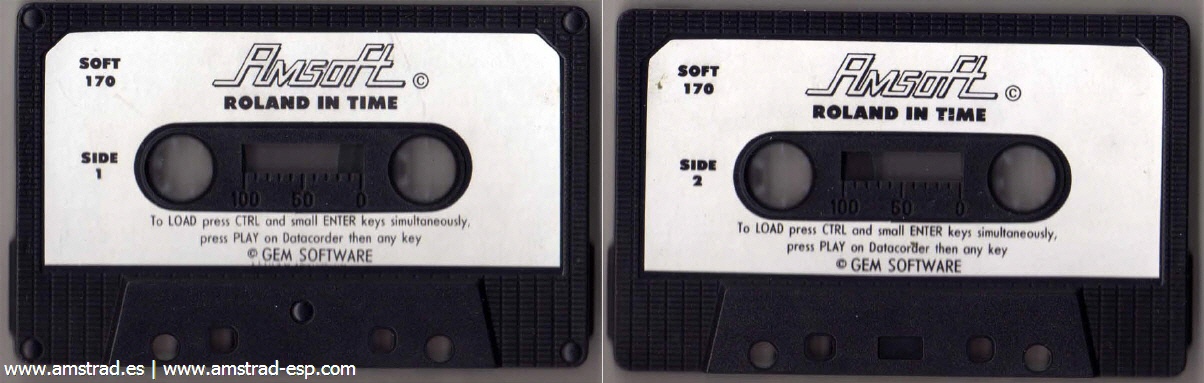 SOFT
170
Amsoft ©
ROLAND IN TIME
SIDE
1
100 50 0
To LOAD press CTRL and small ENTER keys simultaneously,
press PLAY on Datacorder then any key
© GEM SOFTWARE
SOFT
170
Amsoft ©
ROLAND IN TIME
SIDE
2
100 50 0
To LOAD press CTRL and small ENTER keys simultaneously,
press PLAY on Datacorder then any key
© GEM SOFTWARE
www.amstrad.es | www.amstrad-esp.com